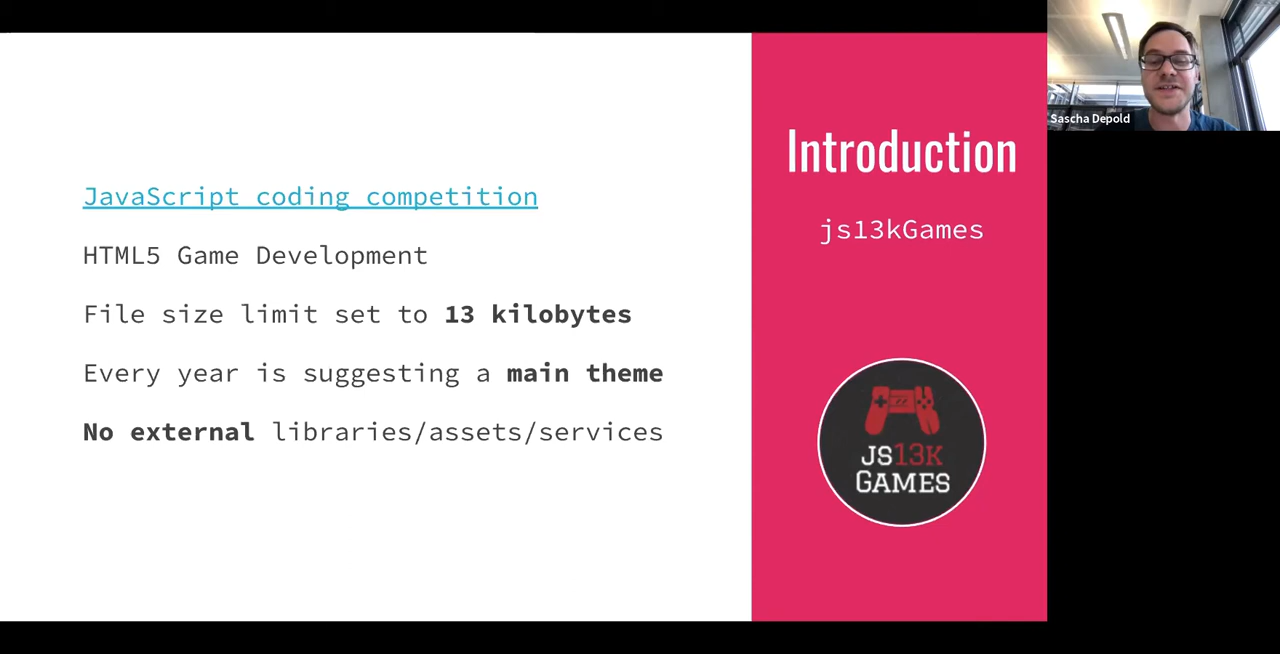 JavaScript coding competition
HTML5 Game Development
File size limit set to 13 kilobytes
Every year is suggesting a main theme
No external libraries/assets/services
Introduction
js13kGames
JS13K
GAMES
Sascha Depold